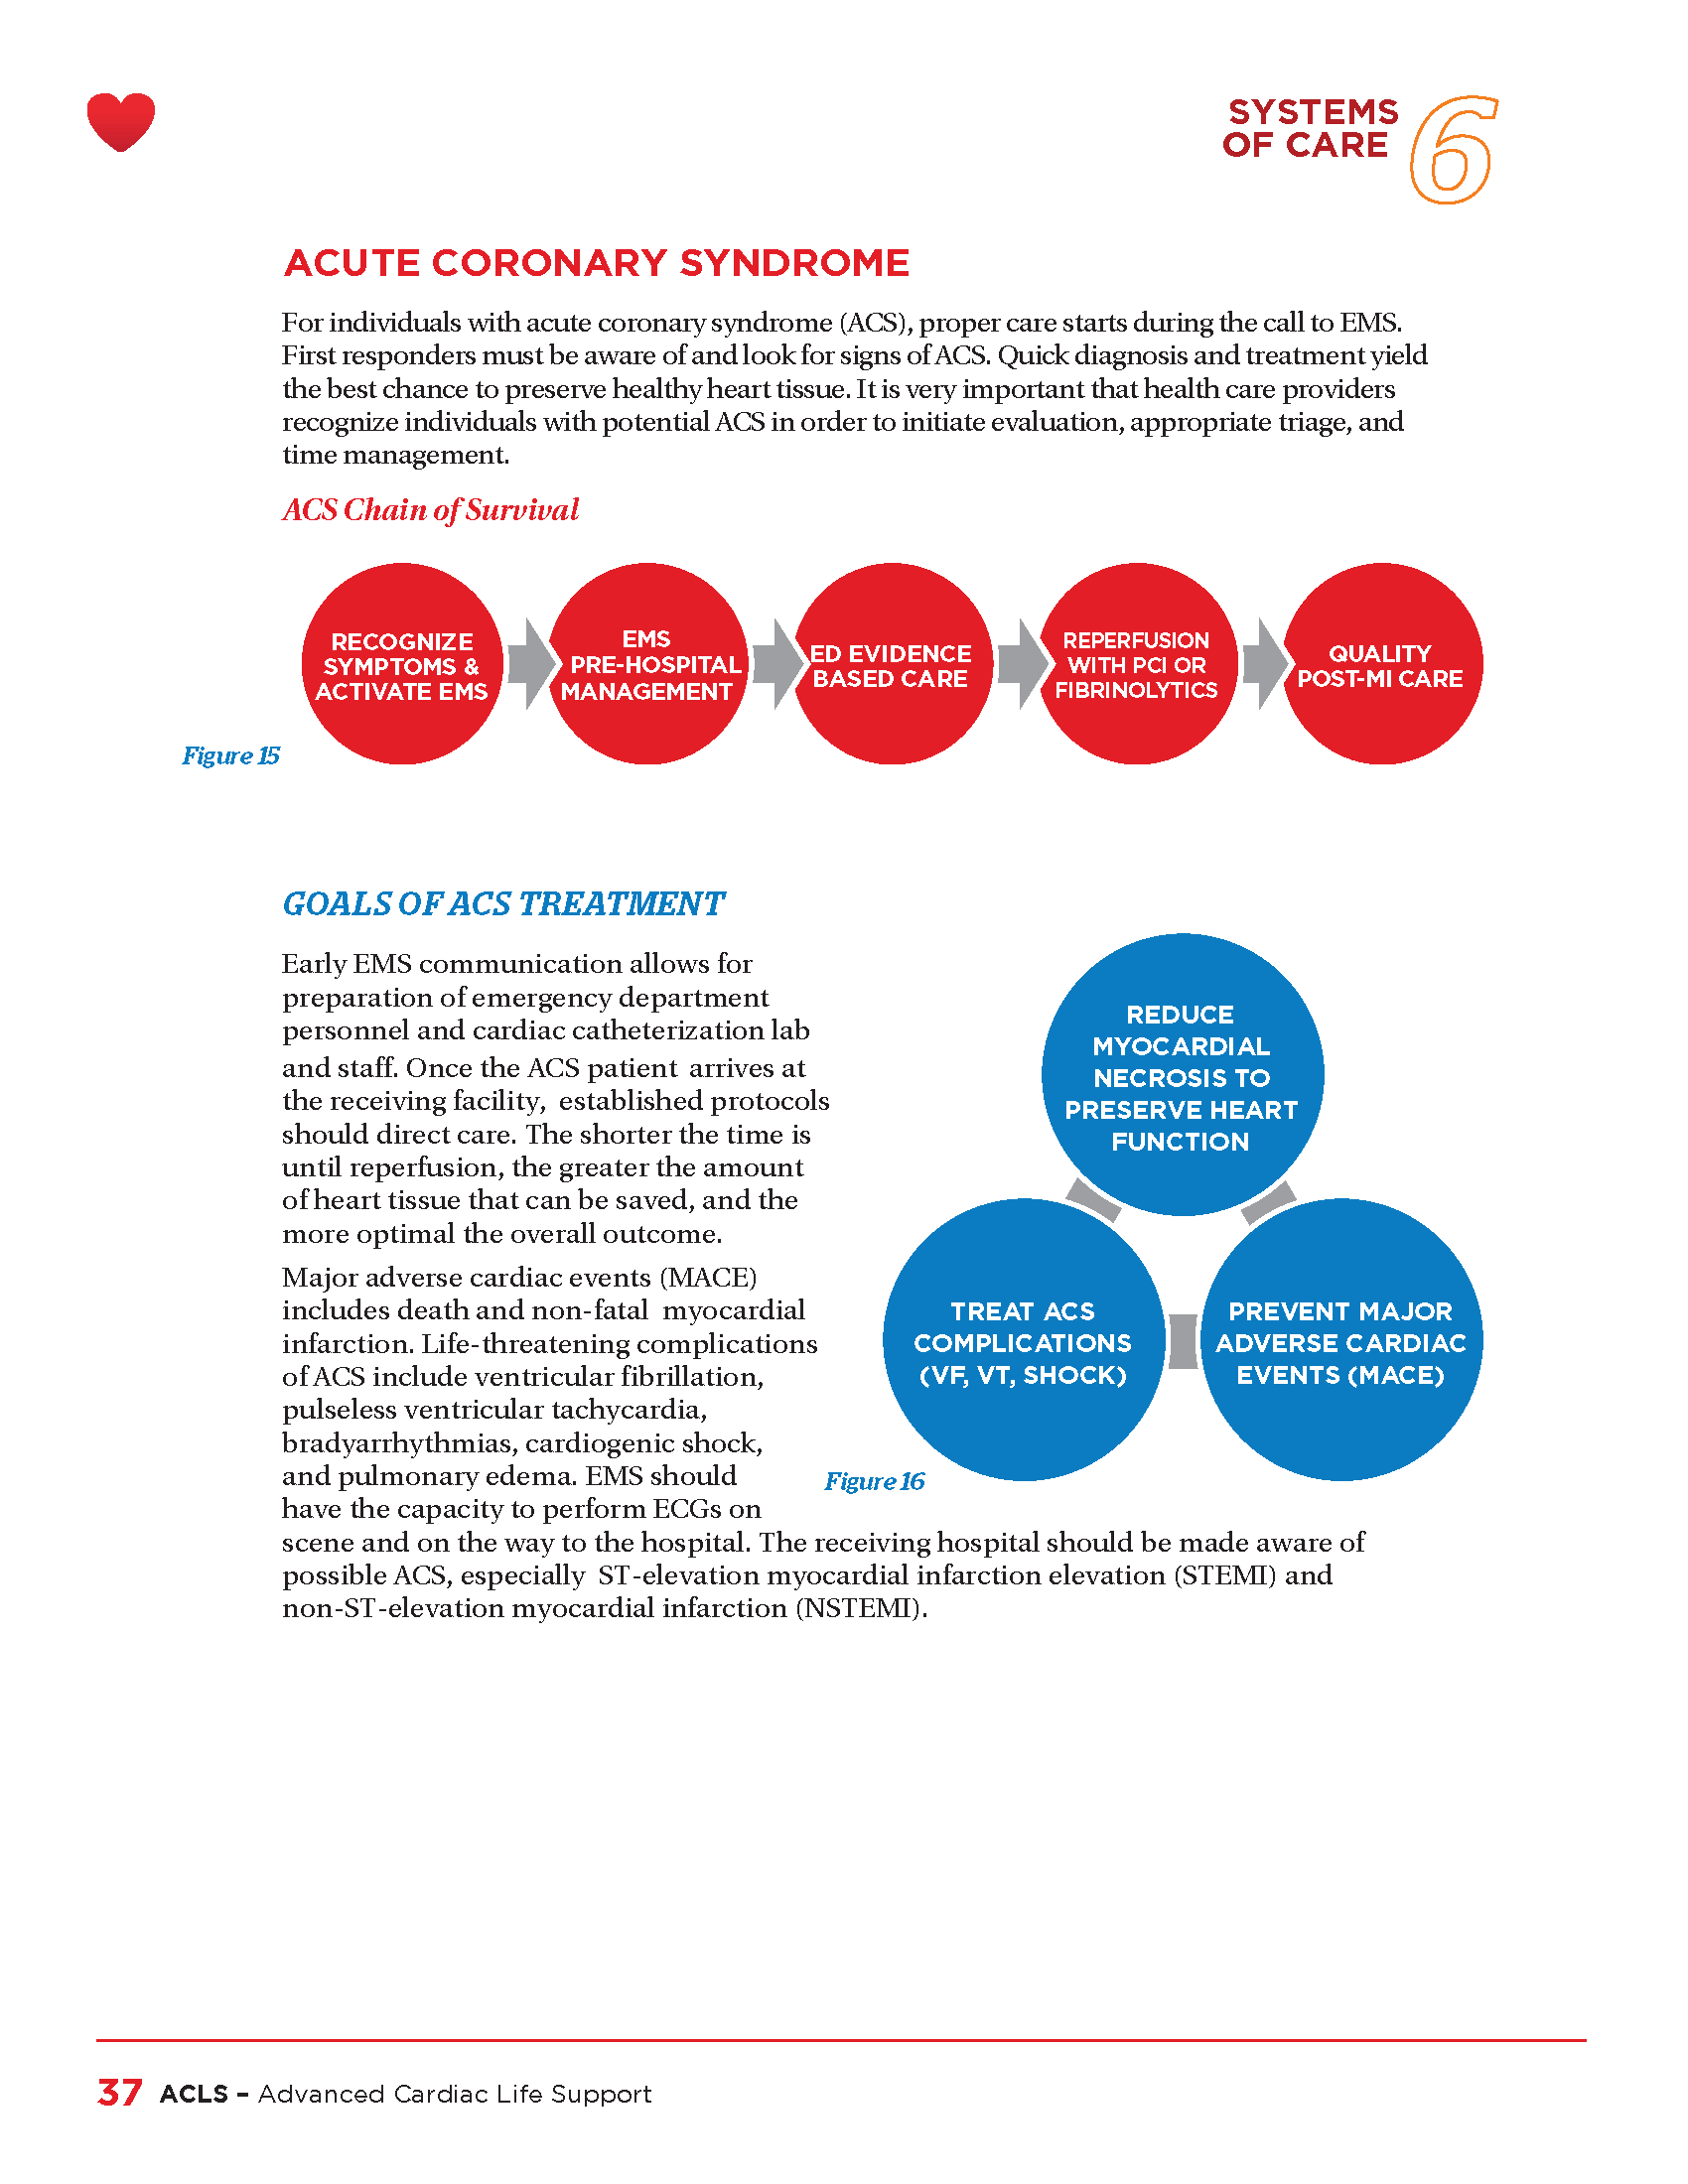 SYSTEMS
OF CARE
6
ACUTE CORONARY SYNDROME
For individuals with acute coronary syndrome (ACS), proper care starts during the call to EMS.
First responders must be aware of and look for signs of ACS. Quick diagnosis and treatment yield
the best chance to preserve healthy heart tissue. It is very important that health care providers
recognize individuals with potential ACS in order to initiate evaluation, appropriate triage, and
time management.
ACS Chain of Survival
RECOGNIZE
SYMPTOMS &
ACTIVATE EMS
EMS
PRE-HOSPITAL
MANAGEMENT
ED EVIDENCE
BASED CARE
REPERFUSION
WITH PCI OR
FIBRINOLYTICS
QUALITY
POST-MI CARE
Figure 15
GOALS OF ACS TREATMENT
Early EMS communication allows for
preparation of emergency department
personnel and cardiac catheterization lab
and staff. Once the ACS patient arrives at
the receiving facility, established protocols
should direct care. The shorter the time is
until reperfusion, the greater the amount
of heart tissue that can be saved, and the
more optimal the overall outcome.
Major adverse cardiac events (MACE)
includes death and non-fatal myocardial
infarction. Life-threatening complications
of ACS include ventricular fibrillation,
pulseless ventricular tachycardia,
bradyarrhythmias, cardiogenic shock,
and pulmonary edema. EMS should
have the capacity to perform ECGs on
scene and on the way to the hospital. The receiving hospital should be made aware of
possible ACS, especially ST-elevation myocardial infarction elevation (STEMI) and
non-ST-elevation myocardial infarction (NSTEMI).
REDUCE
MYOCARDIAL
NECROSIS TO
PRESERVE HEART
FUNCTION
TREAT ACS
COMPLICATIONS
(VF, VT, SHOCK)
PREVENT MAJOR
ADVERSE CARDIAC
EVENTS (MACE)
Figure 16
37 ACLS – Advanced Cardiac Life Support